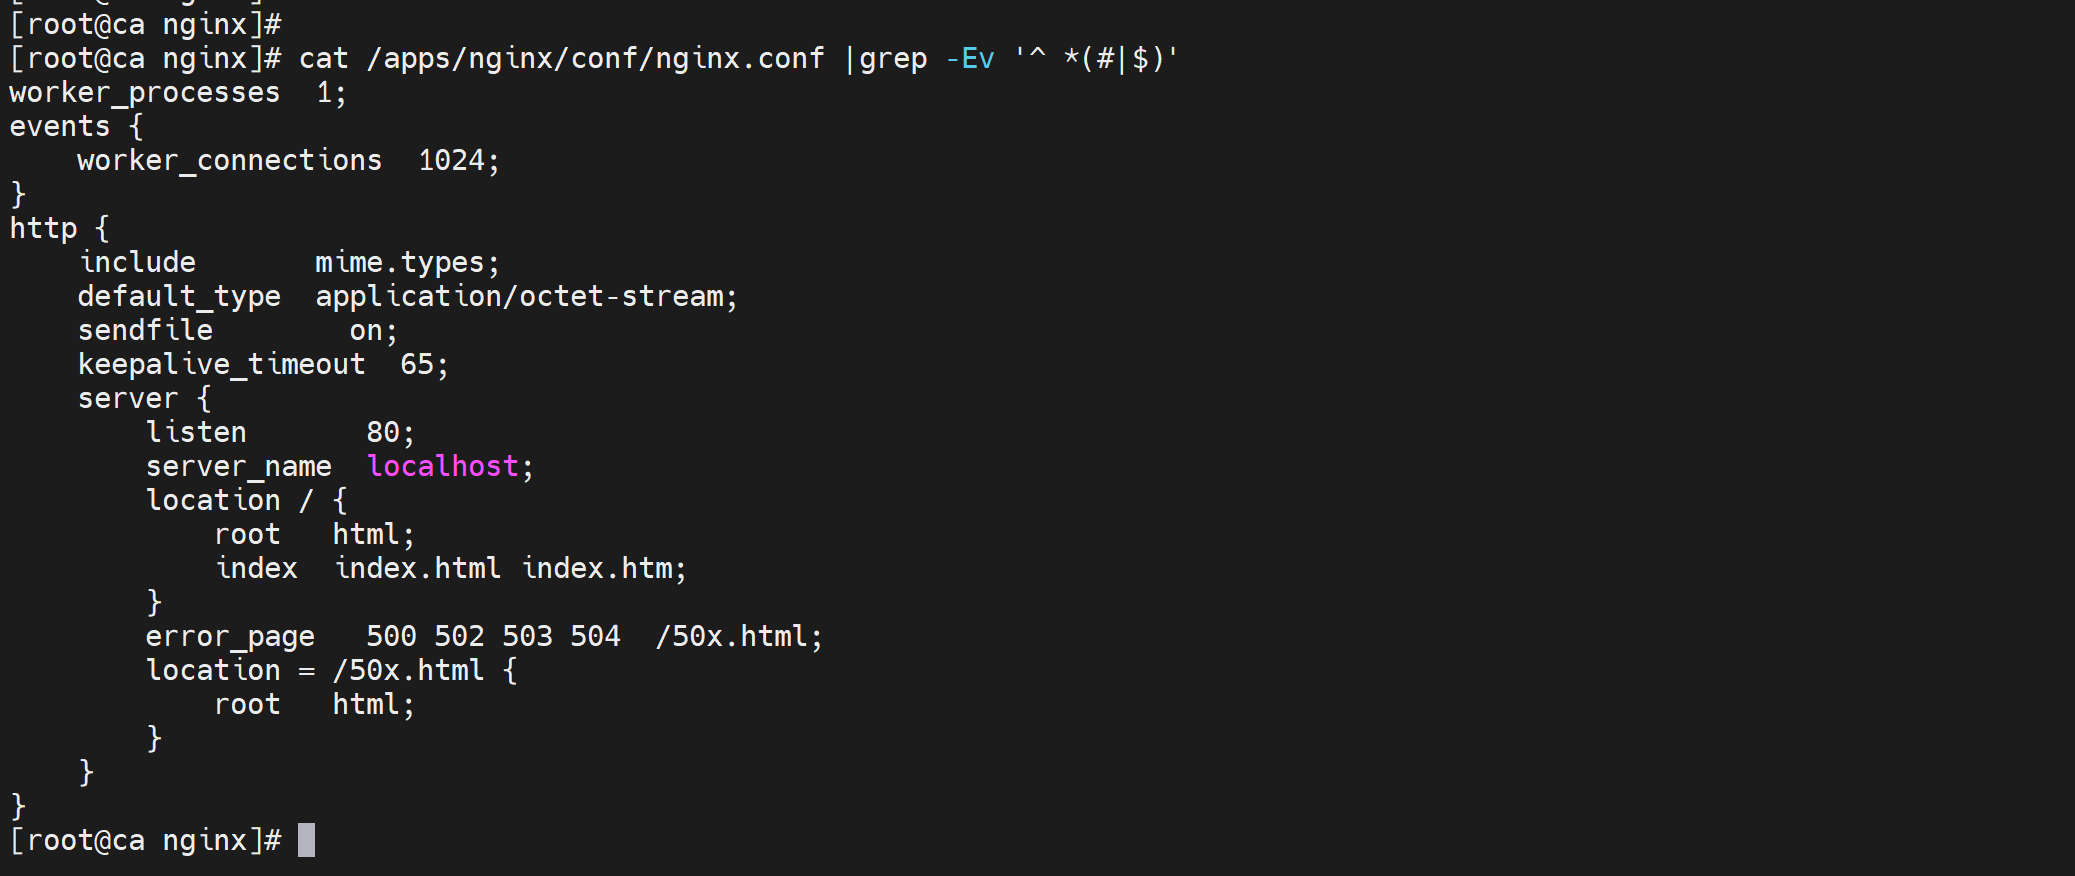 [root@ca nginx]#
[root@ca nginx]# cat /apps/nginx/conf/nginx.conf |grep -Ev '^ *(#|$)'
worker_processes  1;
events {
    worker_connections  1024;
}
http {
    include       mime.types;
    default_type  application/octet-stream;
    sendfile        on;
    keepalive_timeout  65;
    server {
        listen       80;
        server_name  localhost;
        location / {
            root   html;
            index  index.html index.htm;
        }
        error_page   500 502 503 504  /50x.html;
        location = /50x.html {
            root   html;
        }
    }
}
[root@ca nginx]#